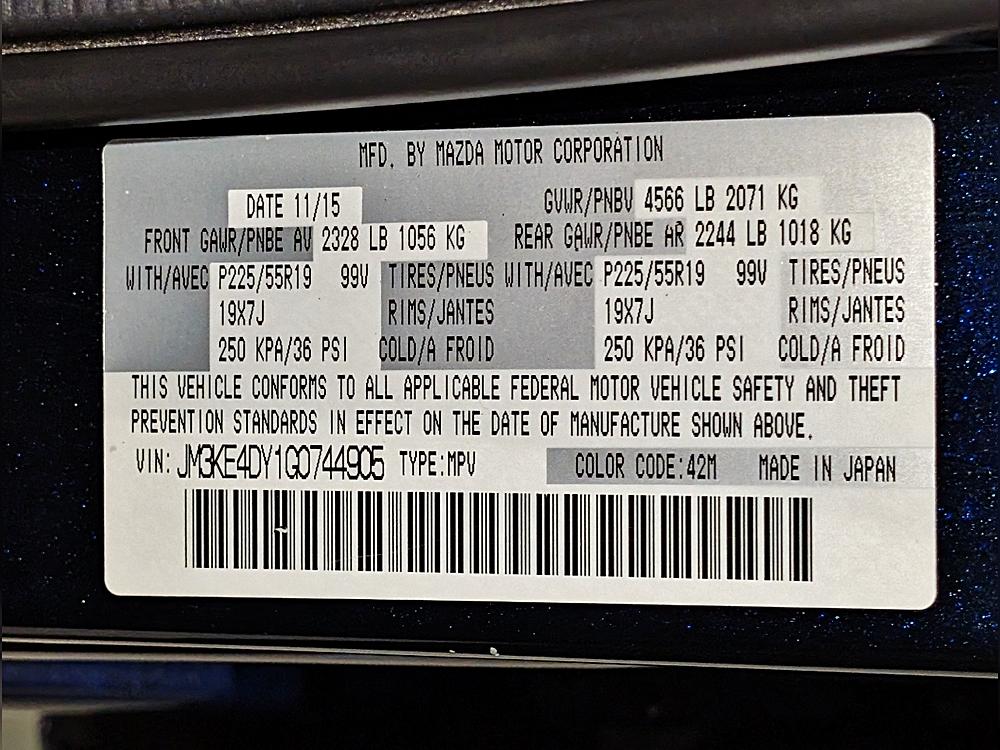 MFD. BY MAZDA MOTOR CORPORATION
DATE 11/15 GVWR/PNBV 4566 LB 2071 KG
FRONT GAWR/PNBE AV 2328 LB 1056 KG REAR GAWR/PNBE AR 2244 LB 1018 KG
WITH/AVEC P225/55R19 99V TIRES/PNEUS WITH/AVEC P225/55R19 99V TIRES/PNEUS
19X7J RIMS/JANTES 19X7J RIMS/JANTES
250 KPA/36 PSI COLD/A FROID 250 KPA/36 PSI COLD/A FROID
THIS VEHICLE CONFORMS TO ALL APPLICABLE FEDERAL MOTOR VEHICLE SAFETY AND THEFT
PREVENTION STANDARDS IN EFFECT ON THE DATE OF MANUFACTURE SHOWN ABOVE.
VIN: JM3KE4DY1G0744905 TYPE:MPV COLOR CODE:42M MADE IN JAPAN